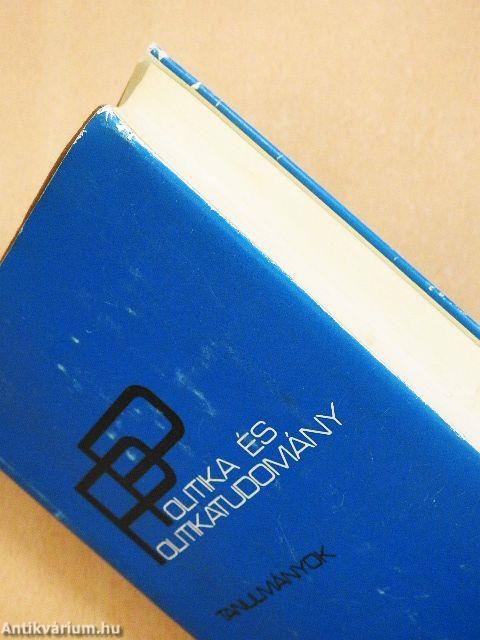 POLITIKA ÉS
POLITIKATUDOMÁNY
TANULMÁNYOK
Antikvárium.hu